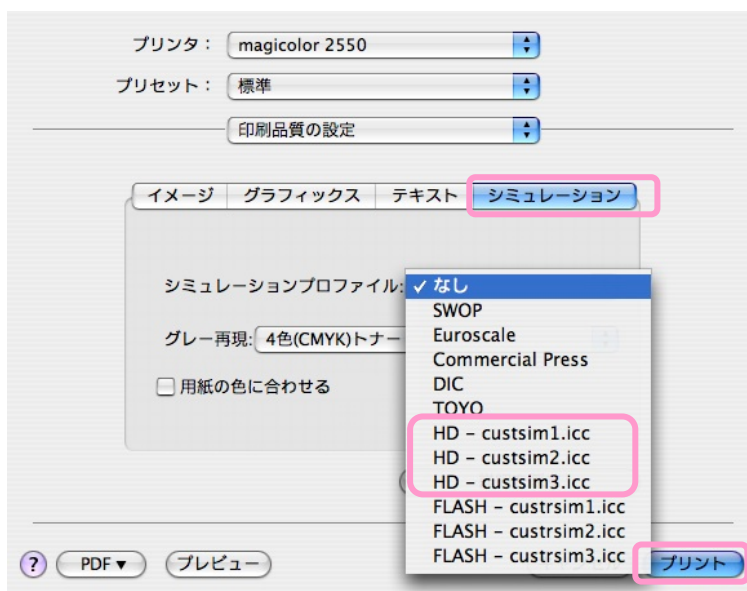 プリンタ： magicolor 2550
プリセット： 標準
印刷品質の設定
イメージ グラフィックス テキスト シミュレーション
シミュレーションプロファイル: ✓ なし
SWOP
Euroscale
グレー再現: 4色(CMYK)トナー
Commercial Press
用紙の色に合わせる
DIC
TOYO
HD – custsim1.icc
HD – custsim2.icc
HD – custsim3.icc
FLASH – custrsim1.icc
FLASH – custrsim2.icc
FLASH – custrsim3.icc
? PDF▼ プレビュー プリント